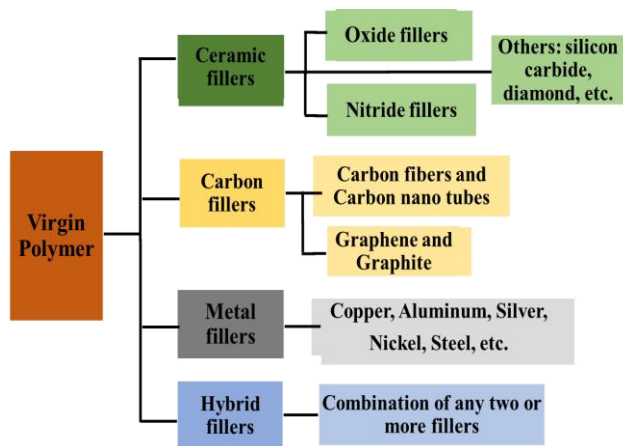 Virgin
Polymer
Ceramic
fillers
Oxide fillers
Nitride fillers
Others: silicon
carbide,
diamond, etc.
Carbon
fillers
Carbon fibers and
Carbon nano tubes
Graphene and
Graphite
Metal
fillers
Copper, Aluminum, Silver,
Nickel, Steel, etc.
Hybrid
fillers
Combination of any two or
more fillers